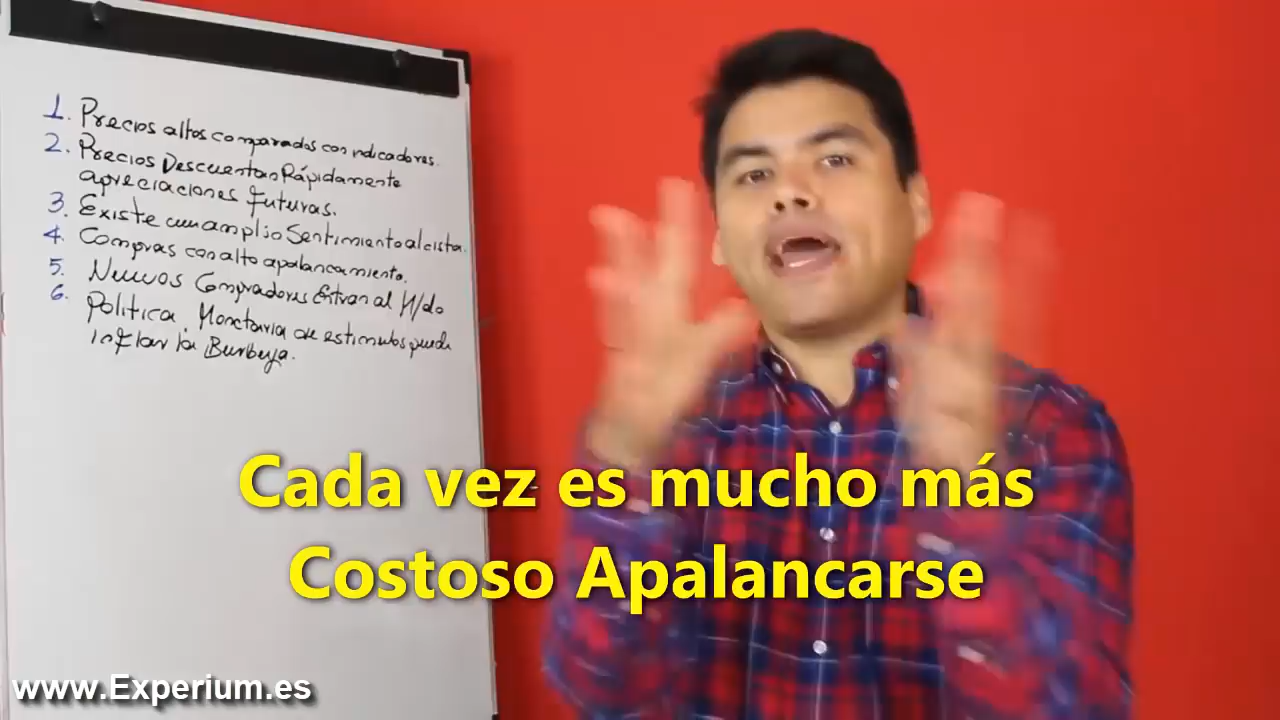 1. Precios altos comparados con indicadores.
2. Precios Descuentan Rápidamente
apreciaciones futuras.
3. Existe un amplio Sentimiento alcista.
4. Compras con alto apalancamiento.
5. Nuevos Compradores Entran al M/do
6. Política Monetaria de estimulos puede
inflar la Burbuja.
Cada vez es mucho más
Costoso Apalancarse
www.Experium.es